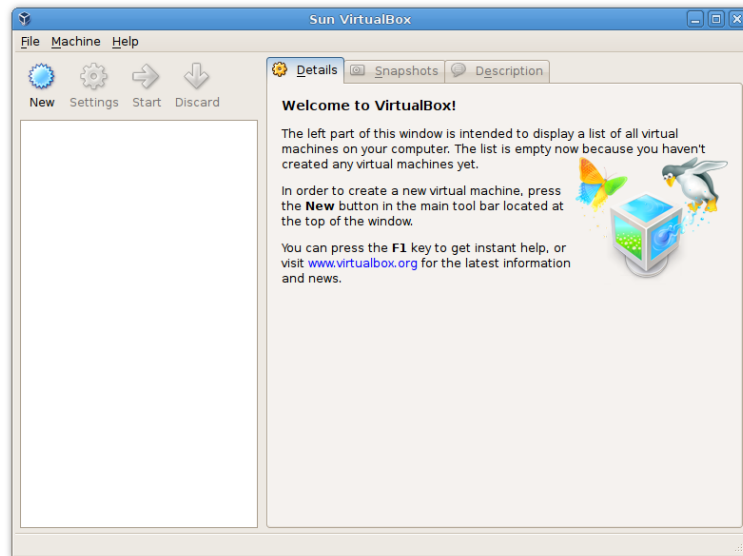 Sun VirtualBox
File Machine Help
New Settings Start Discard
Details Snapshots Description
Welcome to VirtualBox!
The left part of this window is intended to display a list of all virtual
machines on your computer. The list is empty now because you haven't
created any virtual machines yet.
In order to create a new virtual machine, press
the New button in the main tool bar located at
the top of the window.
You can press the F1 key to get instant help, or
visit www.virtualbox.org for the latest information
and news.